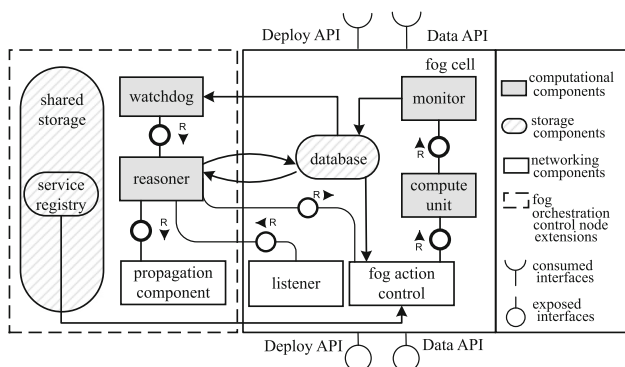 Deploy API
Data API
fog cell
shared
storage
watchdog
monitor
R
R
database
reasoner
service
registry
compute
unit
R
R
R
R
propagation
component
listener
fog action
control
Deploy API
Data API
computational
components
storage
components
networking
components
fog
orchestration
control node
extensions
consumed
interfaces
exposed
interfaces